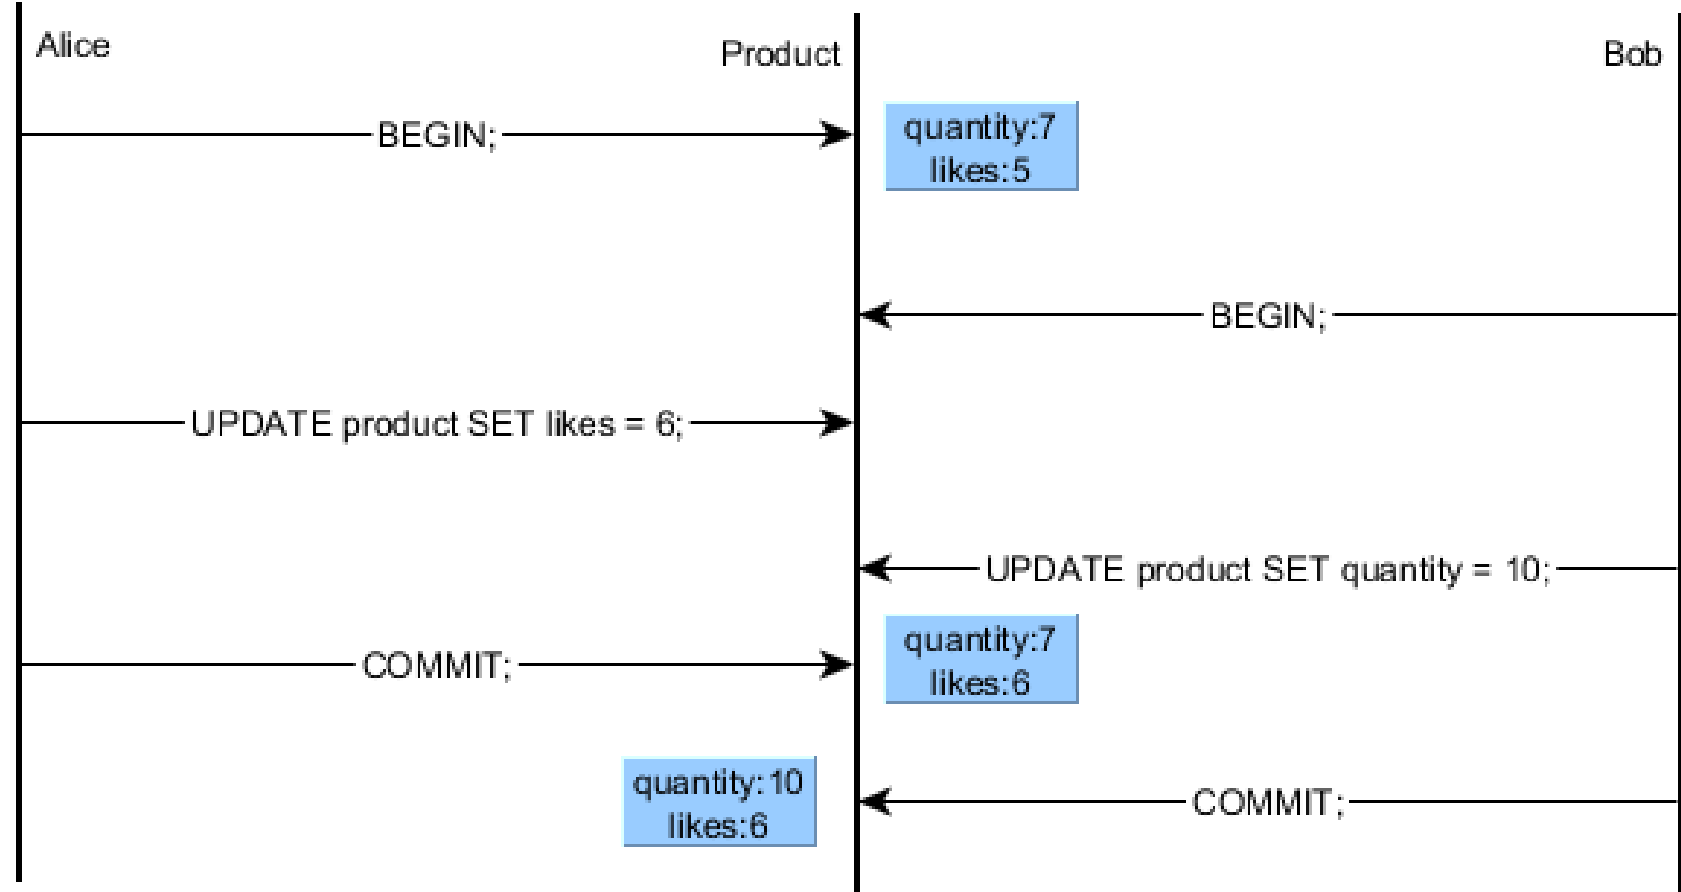 Alice
Product
Bob
BEGIN;
quantity:7
likes:5
BEGIN;
UPDATE product SET likes = 6;
UPDATE product SET quantity = 10;
COMMIT;
quantity:7
likes:6
quantity:10
likes:6
COMMIT;